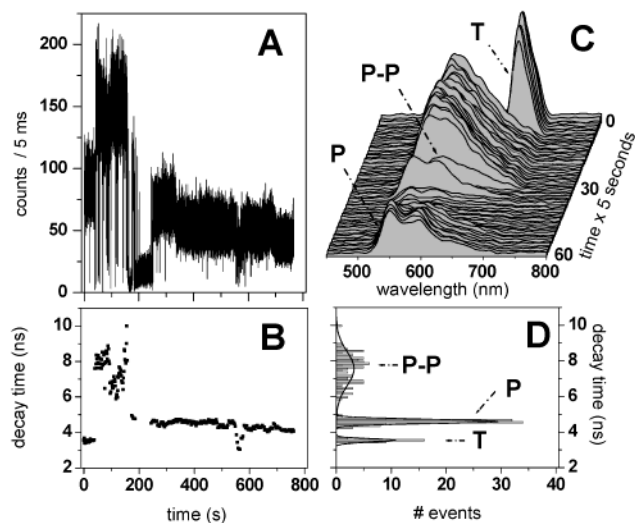 A
counts / 5 ms
200
150
100
50
0
B
decay time (ns)
10
8
6
4
2
0 200 400 600 800
time (s)
C
T
P-P
P
0
30
60
time x 5 seconds
500 600 700 800
wavelength (nm)
D
P-P
P
T
10
8
6
4
2
decay time (ns)
0 10 20 30 40
# events